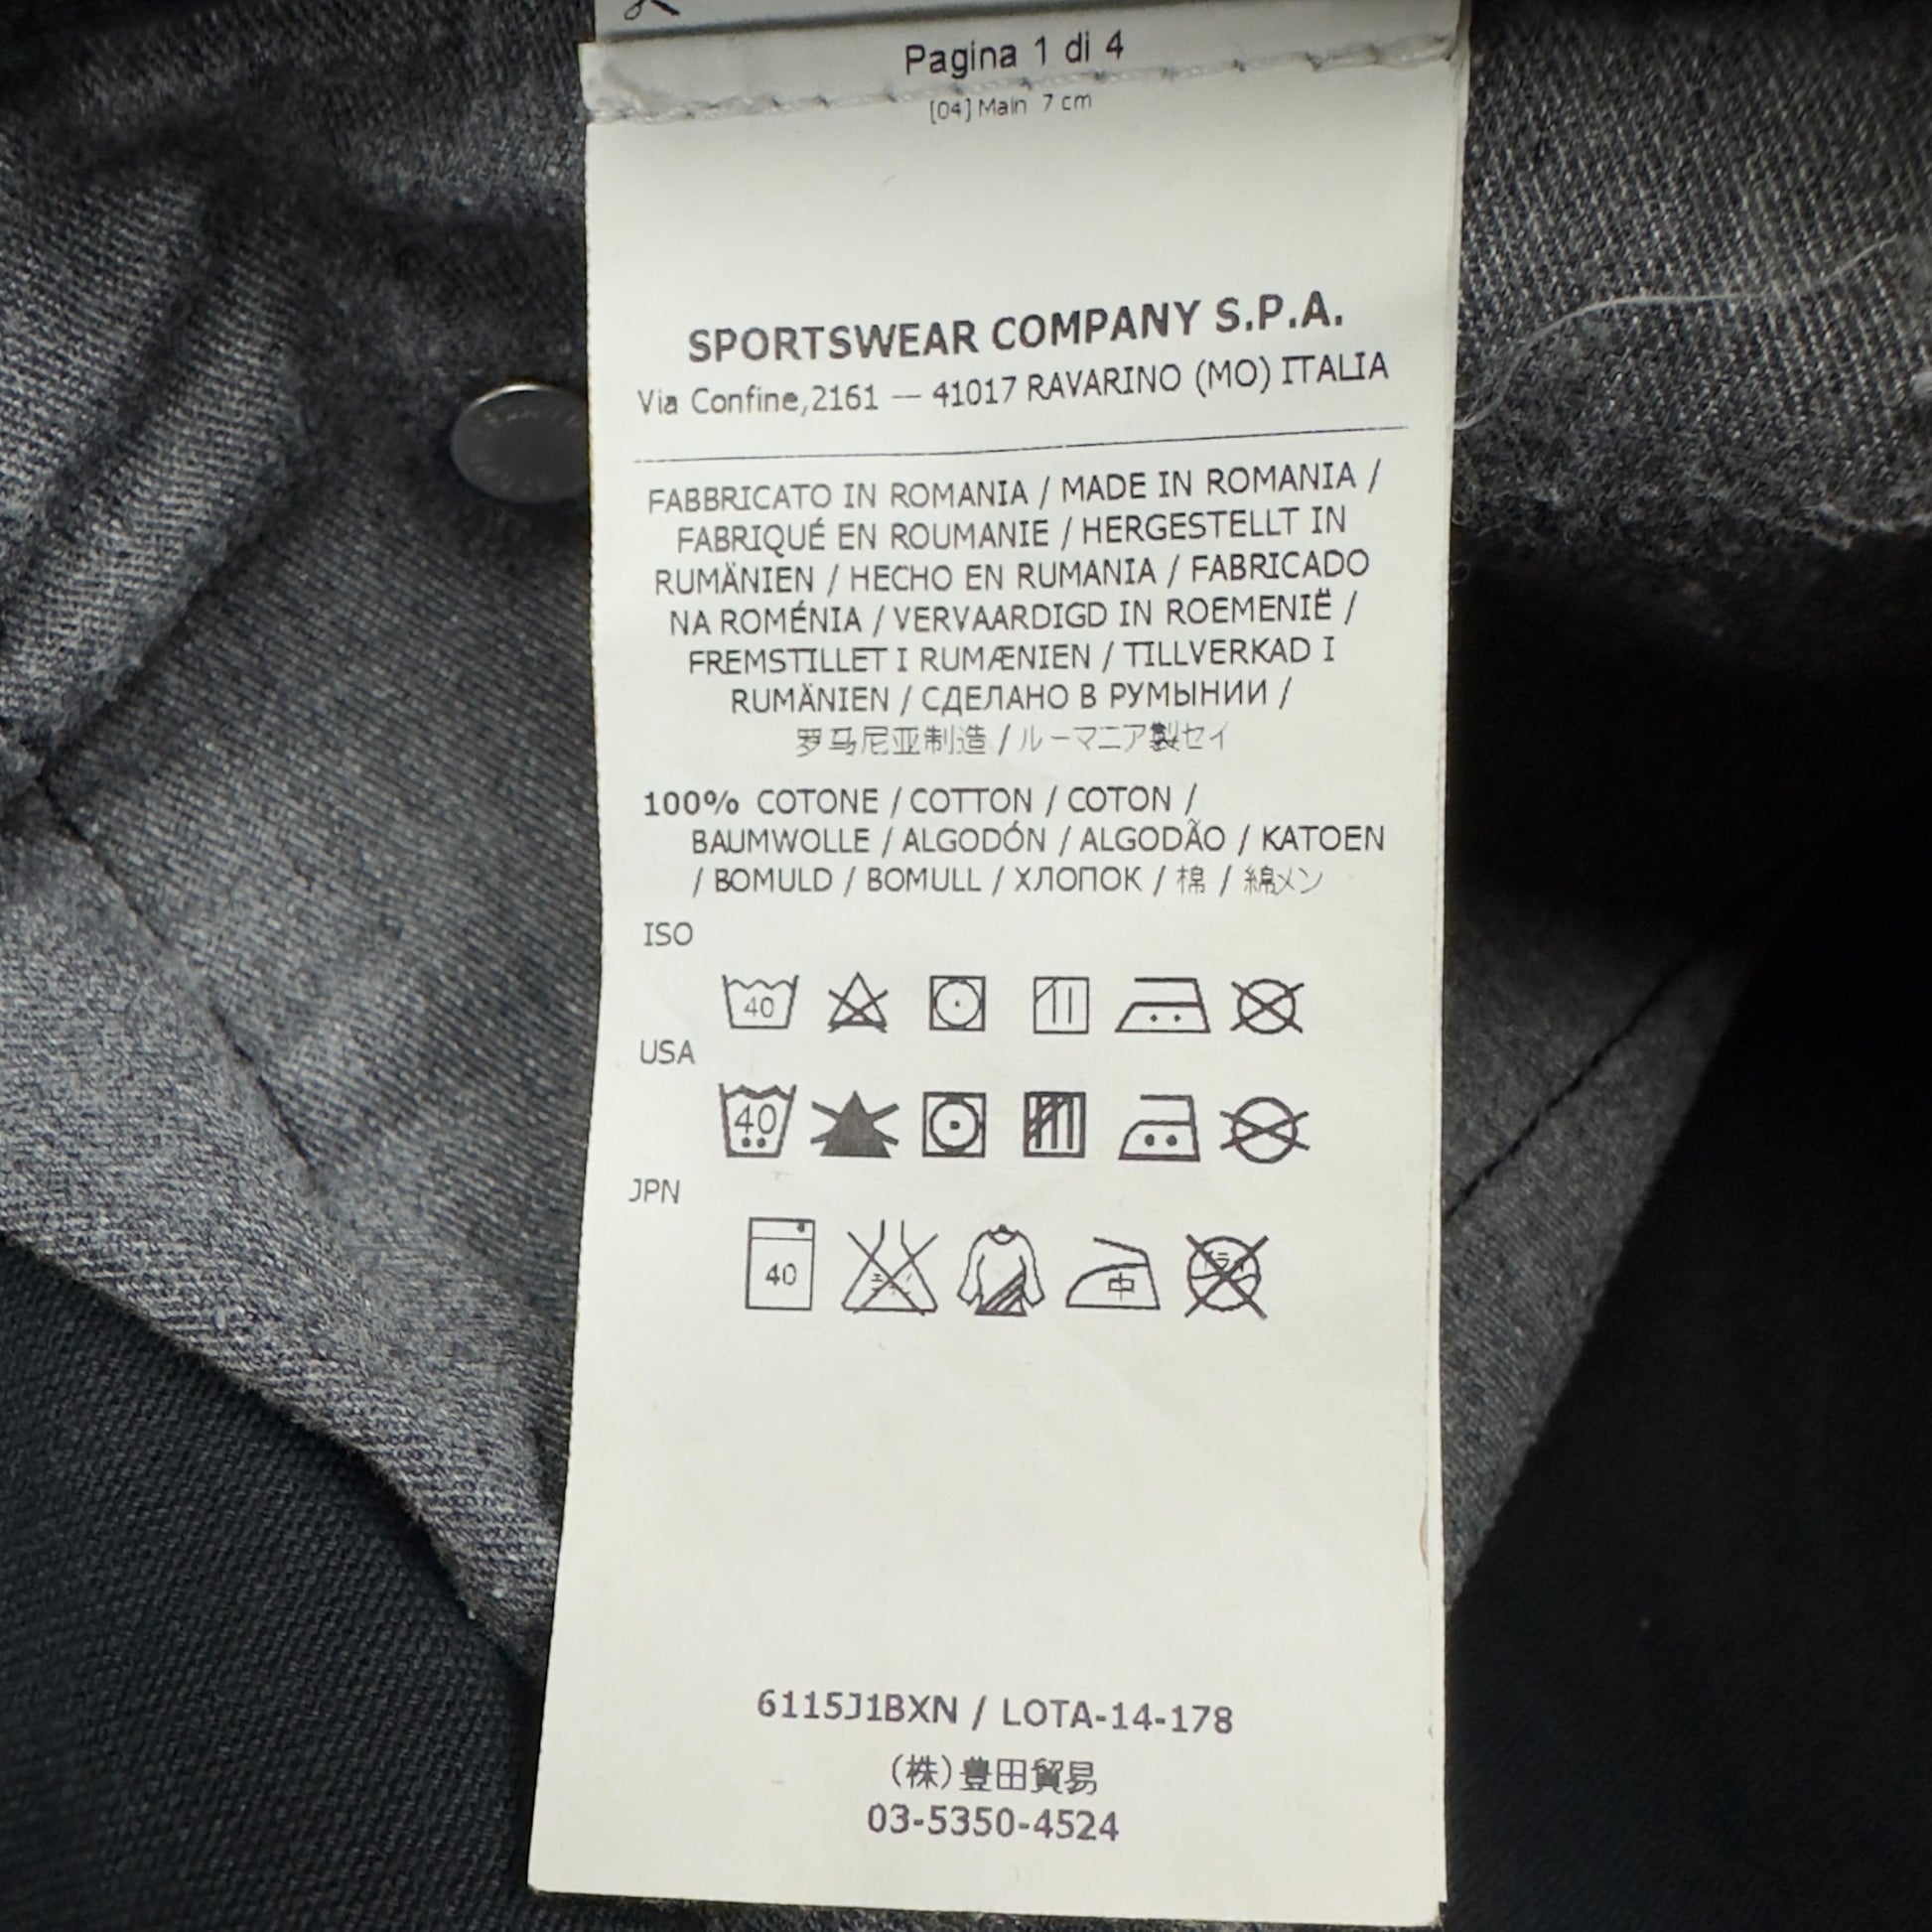 Pagina 1 di 4
[04] Main 7 cm
SPORTSWEAR COMPANY S.P.A.
Via Confine,2161 — 41017 RAVARINO (MO) ITALIA
FABBRICATO IN ROMANIA / MADE IN ROMANIA /
FABRIQUÉ EN ROUMANIE / HERGESTELLT IN
RUMÄNIEN / HECHO EN RUMANIA / FABRICADO
NA ROMÉNIA / VERVAARDIGD IN ROEMENIË /
FREMSTILLET I RUMÆNIEN / TILLVERKAD I
RUMÄNIEN / СДЕЛАНО В РУМЫНИИ /
罗马尼亚制造 / ルーマニア製セイ
100% COTONE / COTTON / COTON /
BAUMWOLLE / ALGODÓN / ALGODÃO / KATOEN
/ BOMULD / BOMULL / ХЛОПОК / 棉 / 綿メン
ISO
40
USA
40
JPN
40 中
6115J1BXN / LOTA-14-178
(株)豊田貿易
03-5350-4524